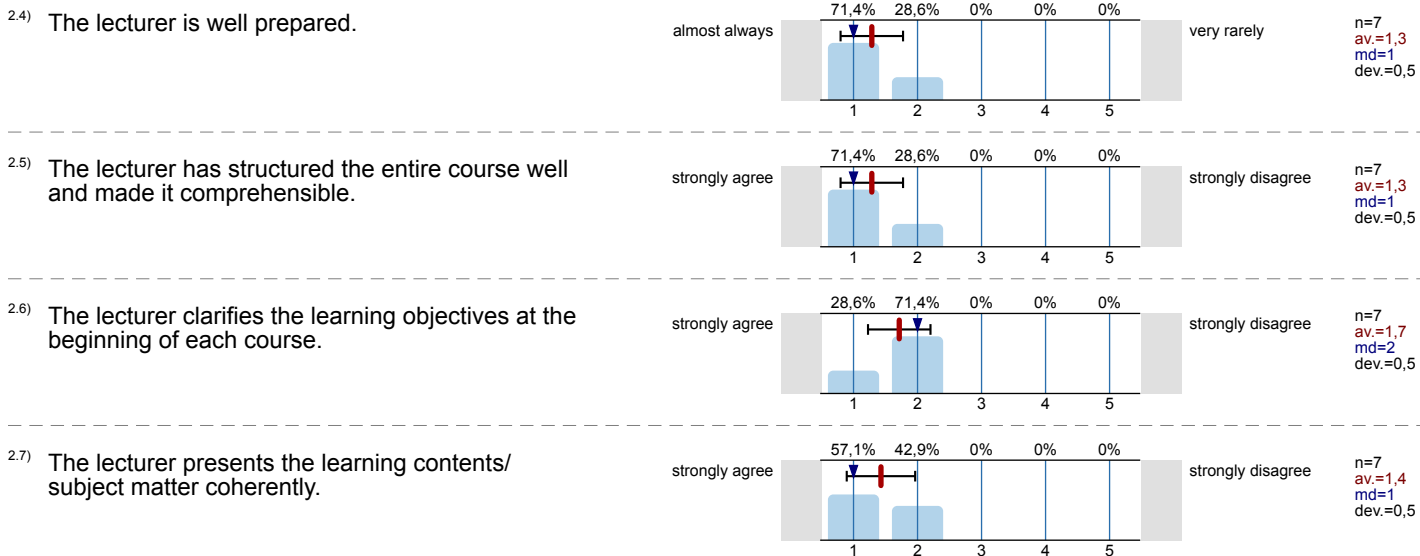 71,4% 28,6% 0% 0% 0%
2.4) The lecturer is well prepared.
almost always
very rarely
n=7
av.=1,3
md=1
dev.=0,5
1 2 3 4 5
71,4% 28,6% 0% 0% 0%
2.5) The lecturer has structured the entire course well
and made it comprehensible.
strongly agree
strongly disagree
n=7
av.=1,3
md=1
dev.=0,5
1 2 3 4 5
28,6% 71,4% 0% 0% 0%
2.6) The lecturer clarifies the learning objectives at the
beginning of each course.
strongly agree
strongly disagree
n=7
av.=1,7
md=2
dev.=0,5
1 2 3 4 5
57,1% 42,9% 0% 0% 0%
2.7) The lecturer presents the learning contents/
subject matter coherently.
strongly agree
strongly disagree
n=7
av.=1,4
md=1
dev.=0,5
1 2 3 4 5